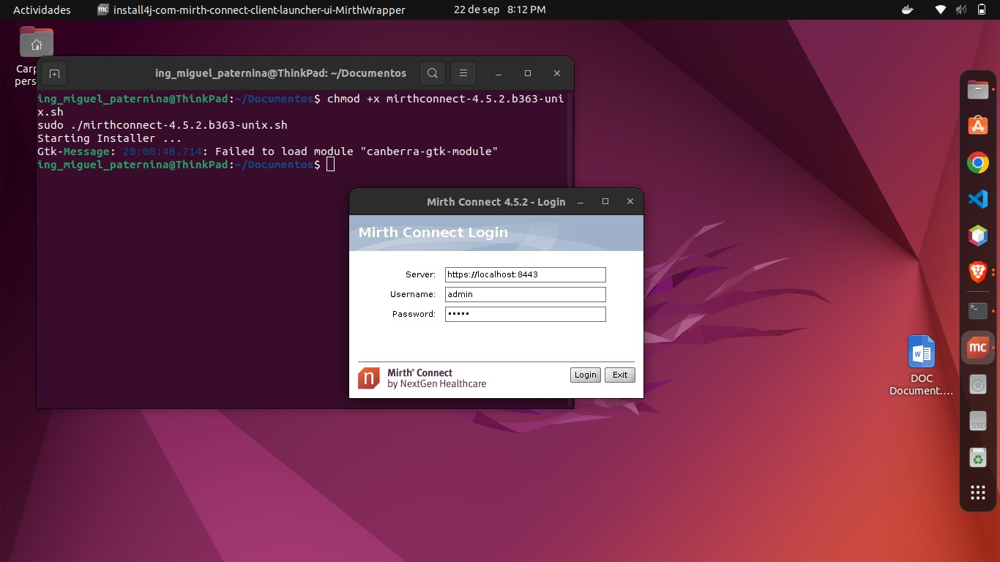 Actividades
install4j-com-mirth-connect-client-launcher-ui-MirthWrapper
22 de sep 8:12 PM
Carp
pers
ing_miguel_paternina@ThinkPad: ~/Documentos
ing_miguel_paternina@ThinkPad:~/Documentos$ chmod +x mirthconnect-4.5.2.b363-uni
x.sh
sudo ./mirthconnect-4.5.2.b363-unix.sh
Starting Installer ...
Gtk-Message: 20:00:48.714: Failed to load module "canberra-gtk-module"
ing_miguel_paternina@ThinkPad:~/Documentos$
Mirth Connect 4.5.2 - Login
Mirth Connect Login
Server: https://localhost:8443
Username: admin
Password: •••••
Mirth® Connect
by NextGen Healthcare
Login Exit
mc
SSD
DOC
Document....